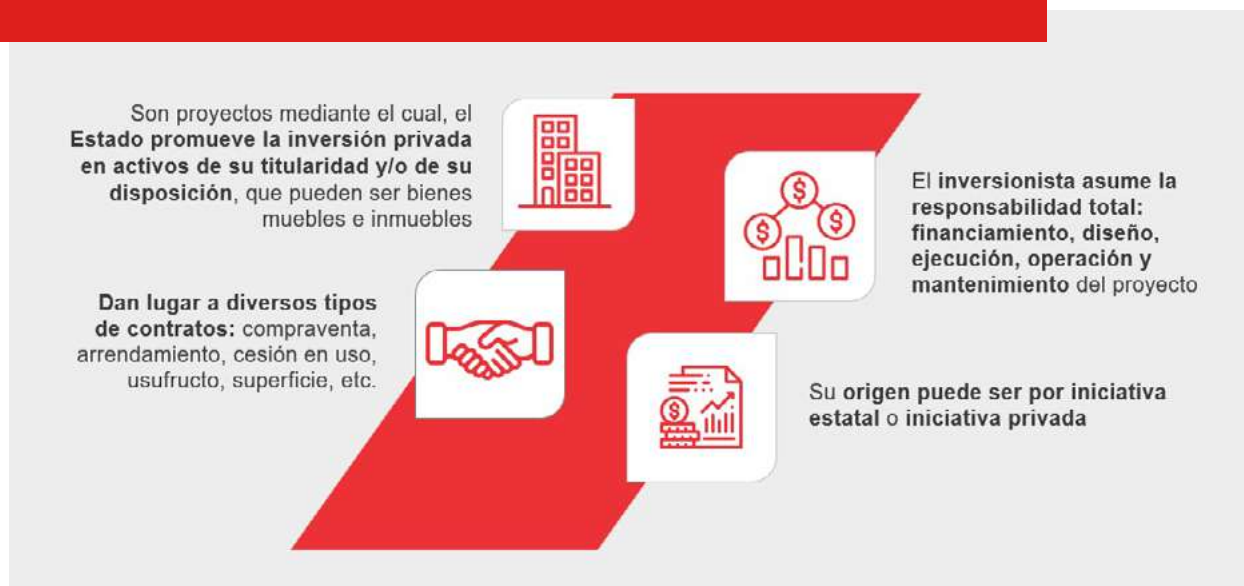 Son proyectos mediante el cual, el
Estado promueve la inversión privada
en activos de su titularidad y/o de su
disposición, que pueden ser bienes
muebles e inmuebles
Dan lugar a diversos tipos
de contratos: compraventa,
arrendamiento, cesión en uso,
usufructo, superficie, etc.
El inversionista asume la
responsabilidad total:
financiamiento, diseño,
ejecución, operación y
mantenimiento del proyecto
Su origen puede ser por iniciativa
estatal o iniciativa privada